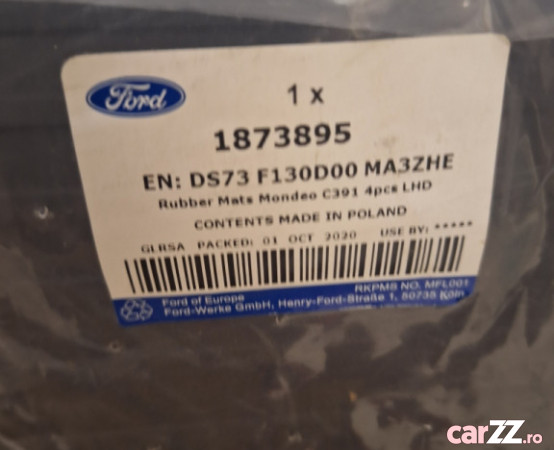 Ford
1 x
1873895
EN: DS73 F130D00 MA3ZHE
Rubber Mats Mondeo C391 4pcs LHD
CONTENTS MADE IN POLAND
GLRSA PACKED: 01 OCT 2020 USE BY: *****
RKPMS NO. MFL001
Ford of Europe
Ford-Werke GmbH, Henry-Ford-Straße 1, 50735 Köln
carZZ.ro